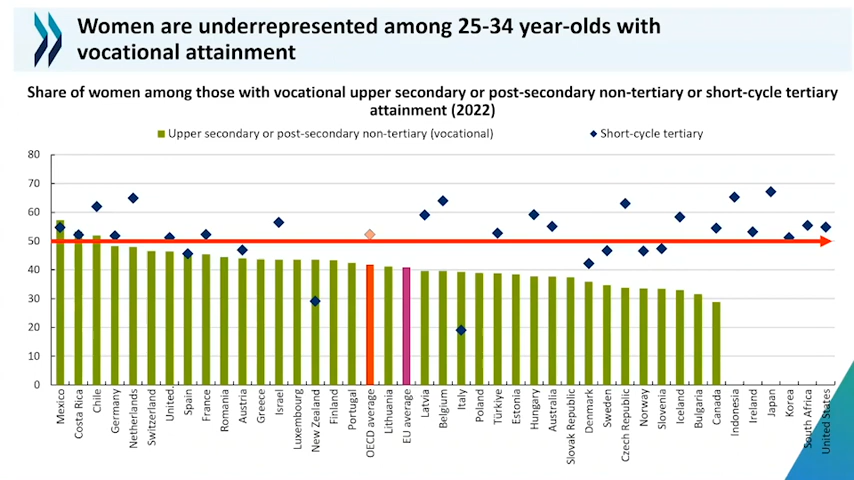 Women are underrepresented among 25-34 year-olds with
vocational attainment
Share of women among those with vocational upper secondary or post-secondary non-tertiary or short-cycle tertiary
attainment (2022)
Upper secondary or post-secondary non-tertiary (vocational)
Short-cycle tertiary
80
70
60
50
40
30
20
10
0
Mexico
Costa Rica
Chile
Germany
Netherlands
Switzerland
United.
Spain
France
Romania
Austria
Greece
Israel
Luxembourg
New Zealand
Finland
Portugal
OECD average
Lithuania
EU average
Latvia
Belgium
Italy
Poland
Türkiye
Estonia
Hungary
Australia
Slovak Republic
Denmark
Sweden
Czech Republic
Norway
Slovenia
Iceland
Bulgaria
Canada
Indonesia
Ireland
Japan
Korea
South Africa
United States